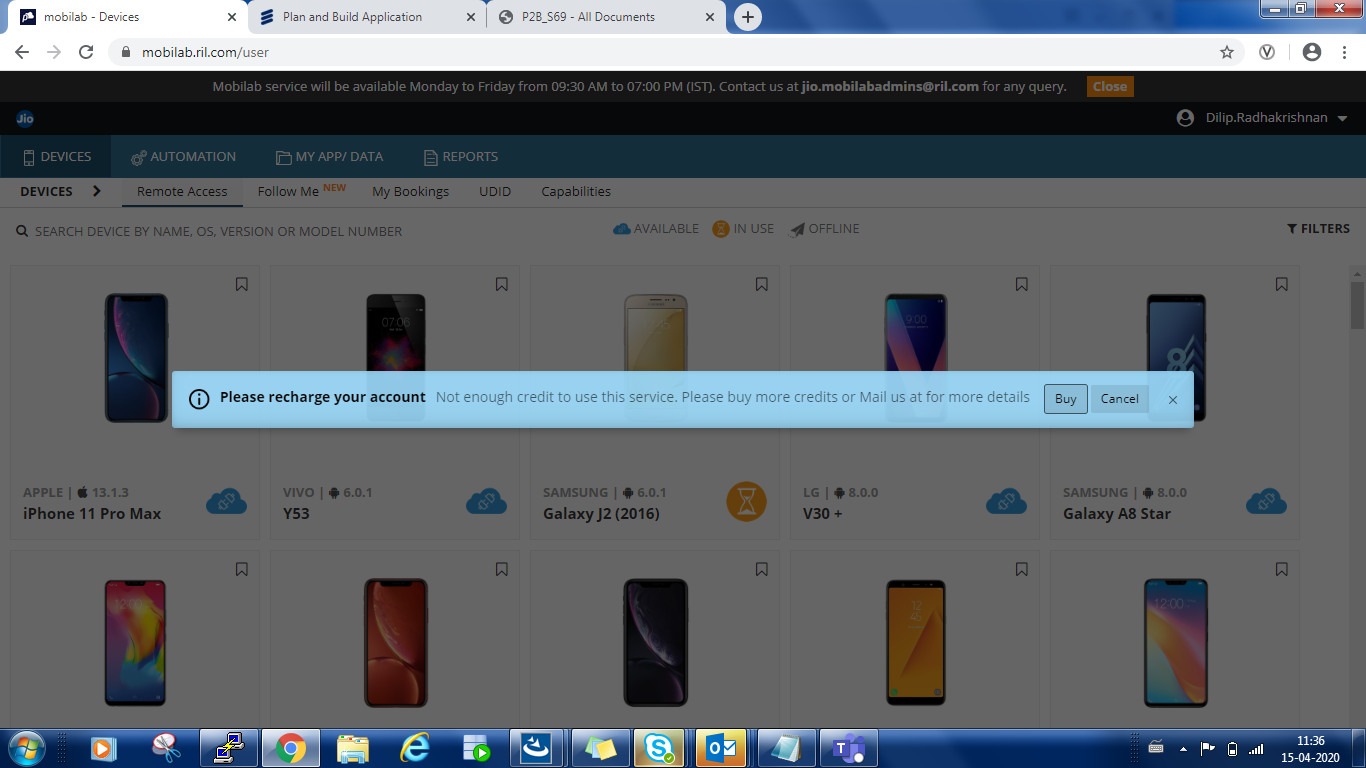 mobilab - Devices
Plan and Build Application
P2B_S69 - All Documents
mobilab.ril.com/user
Mobilab service will be available Monday to Friday from 09:30 AM to 07:00 PM (IST). Contact us at jio.mobilabadmins@ril.com for any query. Close
Jio
Dilip.Radhakrishnan
DEVICES AUTOMATION MY APP/ DATA REPORTS
DEVICES Remote Access Follow Me NEW My Bookings UDID Capabilities
SEARCH DEVICE BY NAME, OS, VERSION OR MODEL NUMBER AVAILABLE IN USE OFFLINE FILTERS
07:06
9:00
Please recharge your account Not enough credit to use this service. Please buy more credits or Mail us at for more details Buy Cancel
APPLE | 13.1.3
iPhone 11 Pro Max
VIVO | 6.0.1
Y53
SAMSUNG | 6.0.1
Galaxy J2 (2016)
LG | 8.0.0
V30 +
SAMSUNG | 8.0.0
Galaxy A8 Star
12:00
11:36
15-04-2020